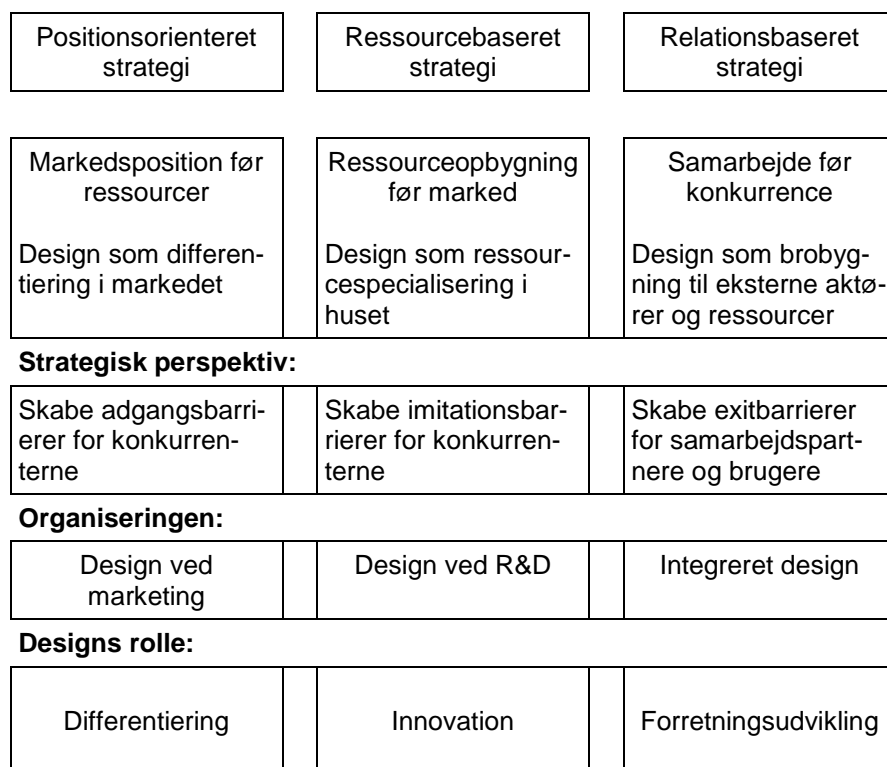 Positionsorienteret
strategi
Ressourcebaseret
strategi
Relationsbaseret
strategi
Markedsposition før
ressourcer
Design som differen-
tiering i markedet
Ressourceopbygning
før marked
Design som ressour-
cespecialisering i
huset
Samarbejde før
konkurrence
Design som brobyg-
ning til eksterne aktø-
rer og ressourcer
Strategisk perspektiv:
Skabe adgangsbarri-
erer for konkurren-
terne
Skabe imitationsbar-
rierer for konkurren-
terne
Skabe exitbarrierer
for samarbejdspart-
nere og brugere
Organiseringen:
Design ved
marketing
Design ved R&D
Integreret design
Designs rolle:
Differentiering
Innovation
Forretningsudvikling